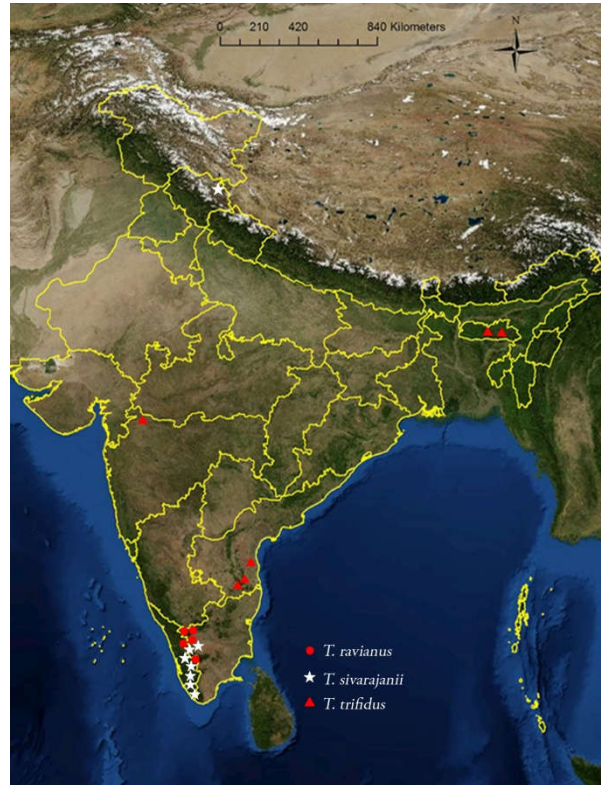 N
0 210 420 840 Kilometers
T. ravianus
T. sivarajanii
T. trifidus